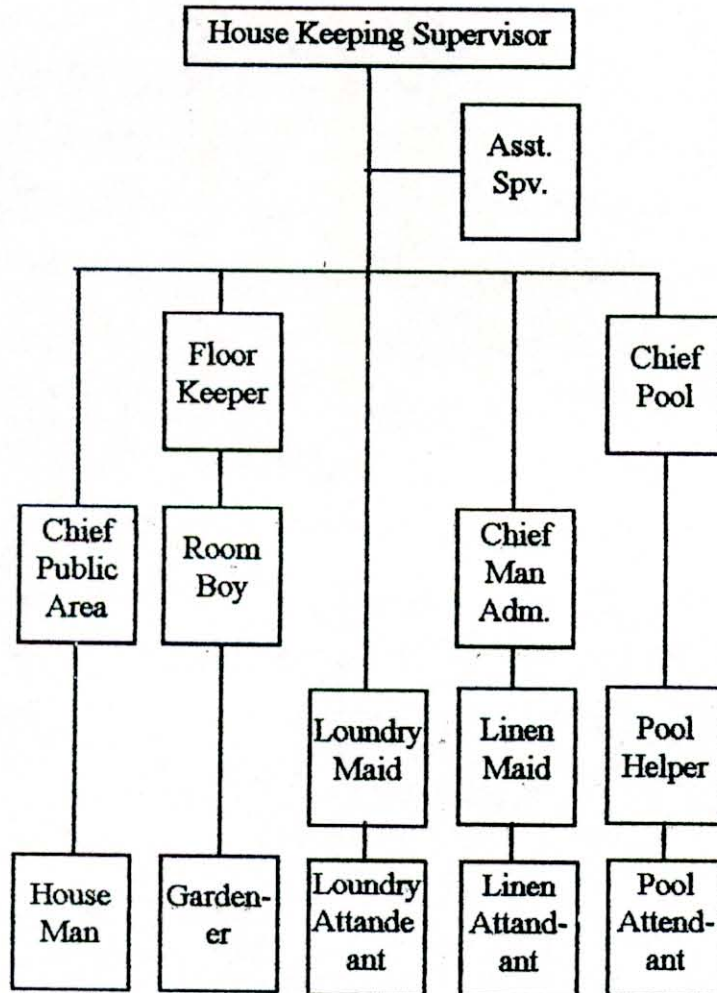 House Keeping Supervisor
Asst.
Spv.
Floor
Keeper
Chief
Pool
Chief
Public
Area
Room
Boy
Chief
Man
Adm.
Loundry
Maid
Linen
Maid
Pool
Helper
House
Man
Garden-
er
Loundry
Attande
ant
Linen
Attand-
ant
Pool
Attend-
ant